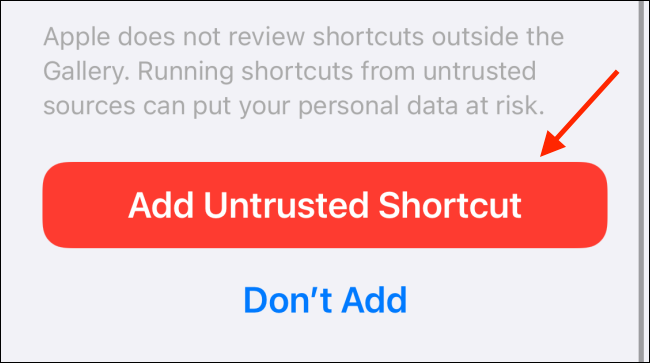 Apple does not review shortcuts outside the
Gallery. Running shortcuts from untrusted
sources can put your personal data at risk.
Add Untrusted Shortcut
Don’t Add